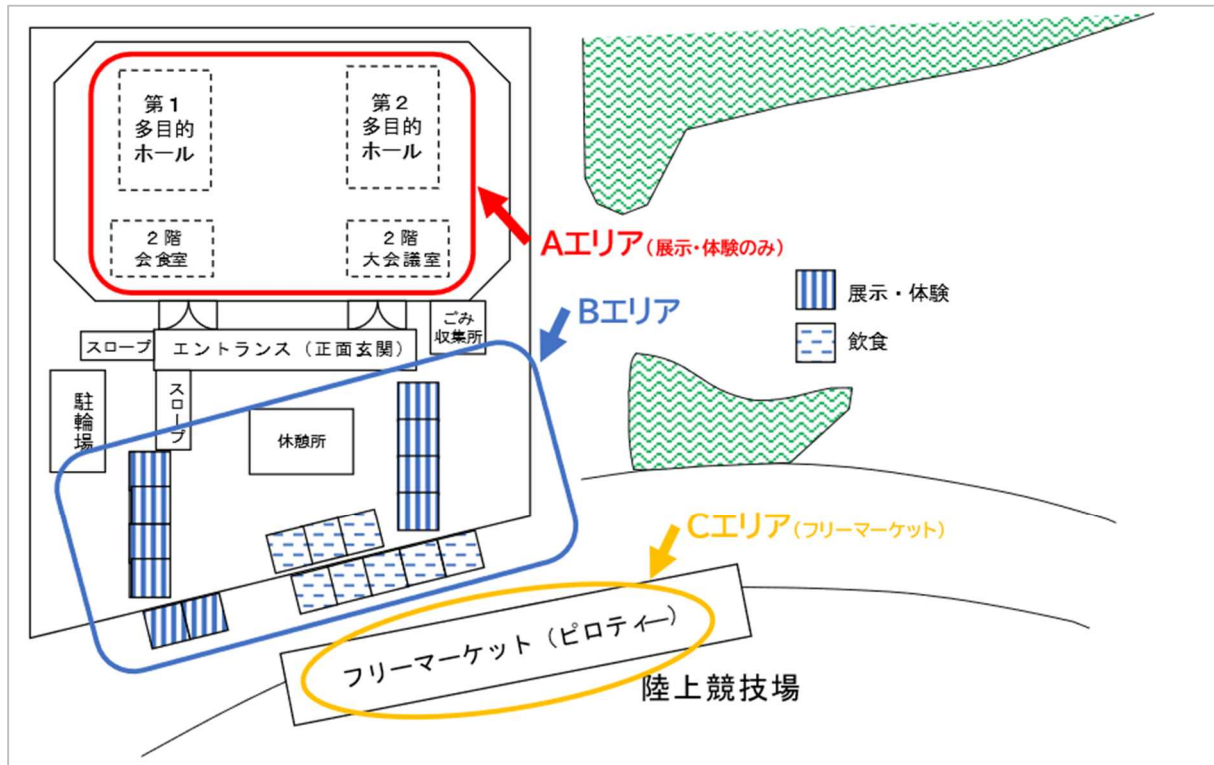 第1
多目的
ホール
第2
多目的
ホール
2階
会食室
2階
大会議室
Aエリア(展示・体験のみ)
展示・体験
飲食
Bエリア
スロープ
エントランス(正面玄関)
ごみ
収集所
駐輪場
スロープ
休憩所
Cエリア(フリーマーケット)
フリーマーケット(ピロティー)
陸上競技場